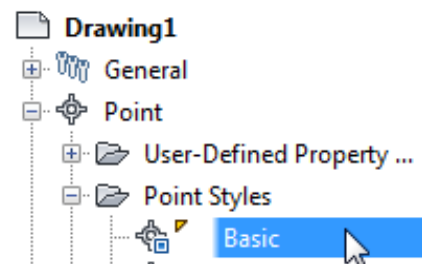 Drawing1
General
Point
User-Defined Property ...
Point Styles
Basic